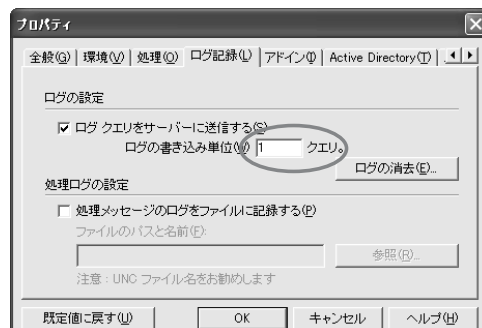 プロパティ
全般(G) 環境(V) 処理(O) ログ記録(L) アドイン(I) Active Directory(T)
ログの設定
ログ クエリをサーバーに送信する(S)
ログの書き込み単位(W) 1 クエリ。
ログの消去(E)...
処理ログの設定
処理メッセージのログをファイルに記録する(P)
ファイルのパスと名前(F):
参照(R)...
注意 : UNC ファイル名をお勧めします
既定値に戻す(U) OK キャンセル ヘルプ(H)